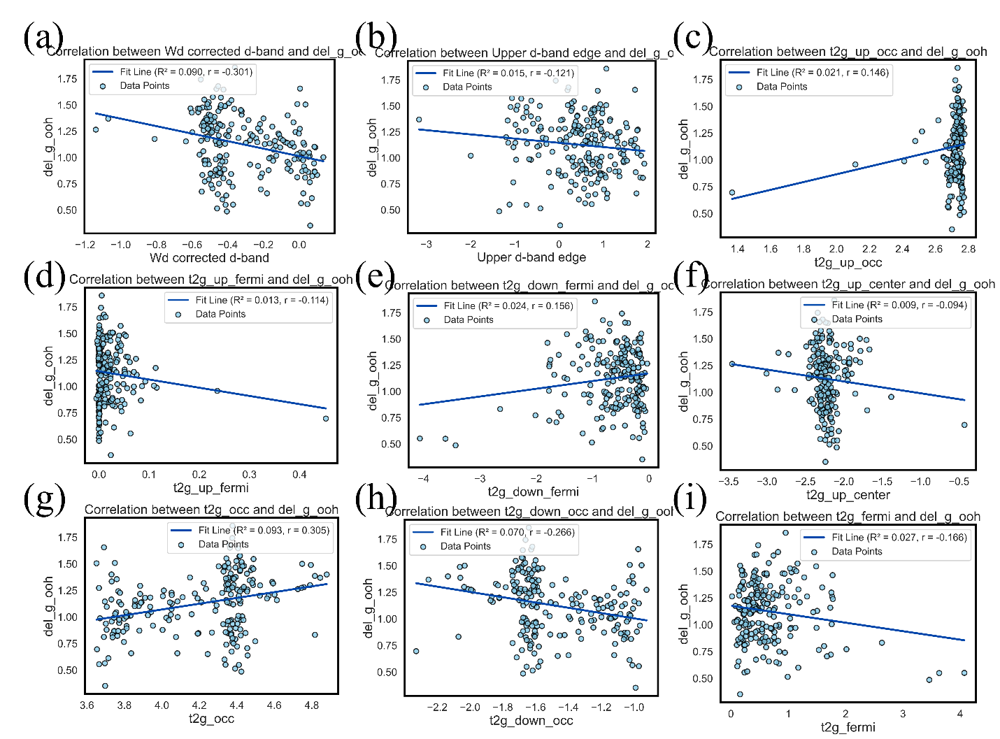 (a)
Correlation between Wd corrected d-band and del_g_oo
Fit Line (R² = 0.090, r = -0.301)
Data Points
1.75
1.50
1.25
1.00
0.75
0.50
del_g_ooh
−1.2 −1.0 −0.8 −0.6 −0.4 −0.2 0.0
Wd corrected d-band
(b)
Correlation between Upper d-band edge and del_g_o
Fit Line (R² = 0.015, r = -0.121)
Data Points
1.75
1.50
1.25
1.00
0.75
0.50
del_g_ooh
−3 −2 −1 0 1 2
Upper d-band edge
(c)
Correlation between t2g_up_occ and del_g_ooh
Fit Line (R² = 0.021, r = 0.146)
Data Points
1.75
1.50
1.25
1.00
0.75
0.50
del_g_ooh
1.4 1.6 1.8 2.0 2.2 2.4 2.6 2.8
t2g_up_occ
(d)
Correlation between t2g_up_fermi and del_g_ooh
Fit Line (R² = 0.013, r = -0.114)
Data Points
1.75
1.50
1.25
1.00
0.75
0.50
del_g_ooh
0.0 0.1 0.2 0.3 0.4
t2g_up_fermi
(e)
Correlation between t2g_down_fermi and del_g_oo
Fit Line (R² = 0.024, r = 0.156)
Data Points
1.75
1.50
1.25
1.00
0.75
0.50
del_g_ooh
−4 −3 −2 −1 0
t2g_down_fermi
(f)
Correlation between t2g_up_center and del_g_ooh
Fit Line (R² = 0.009, r = -0.094)
Data Points
1.75
1.50
1.25
1.00
0.75
0.50
del_g_ooh
−3.5 −3.0 −2.5 −2.0 −1.5 −1.0 −0.5
t2g_up_center
(g)
Correlation between t2g_occ and del_g_ooh
Fit Line (R² = 0.093, r = 0.305)
Data Points
1.75
1.50
1.25
1.00
0.75
0.50
del_g_ooh
3.6 3.8 4.0 4.2 4.4 4.6 4.8
t2g_occ
(h)
Correlation between t2g_down_occ and del_g_ooh
Fit Line (R² = 0.070, r = -0.266)
Data Points
1.75
1.50
1.25
1.00
0.75
0.50
del_g_ooh
−2.2 −2.0 −1.8 −1.6 −1.4 −1.2 −1.0
t2g_down_occ
(i)
Correlation between t2g_fermi and del_g_ooh
Fit Line (R² = 0.027, r = -0.166)
Data Points
1.75
1.50
1.25
1.00
0.75
0.50
del_g_ooh
0 1 2 3 4
t2g_fermi